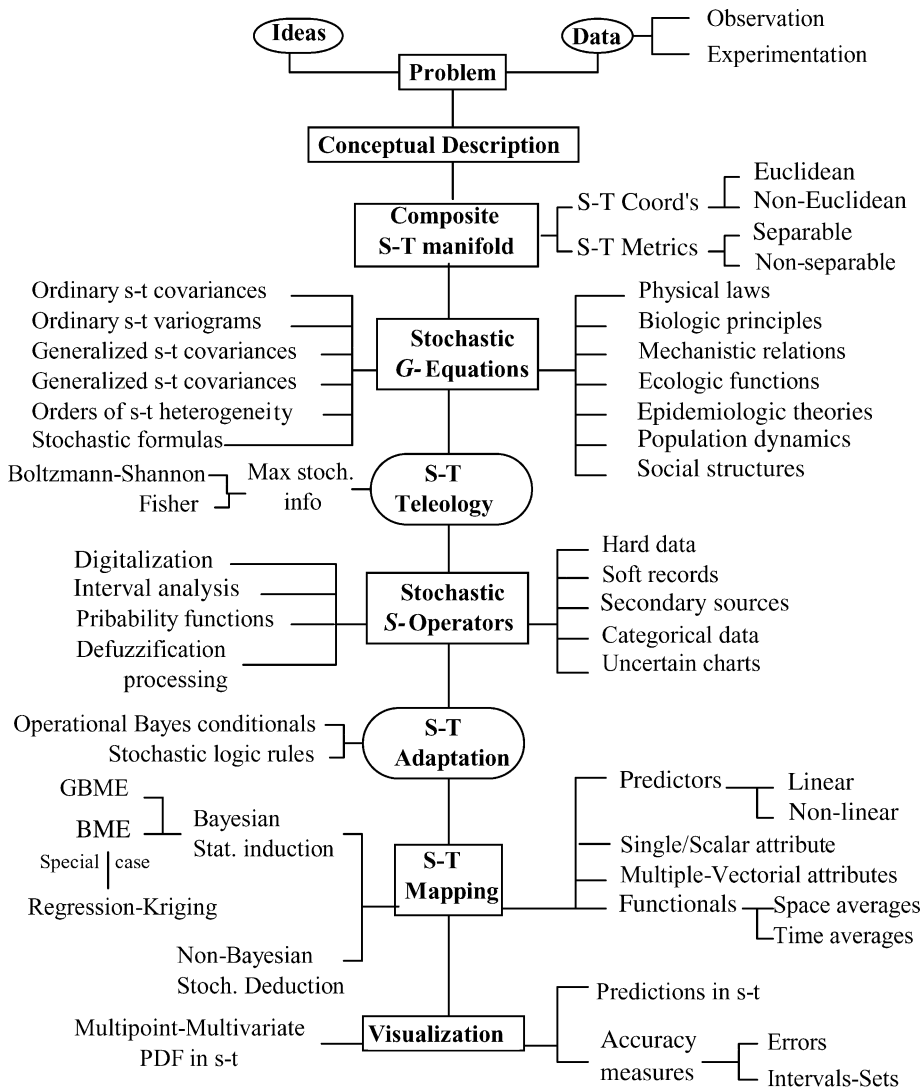 Ideas
Data
Observation
Experimentation
Problem
Conceptual Description
Composite
S-T manifold
S-T Coord's
Euclidean
Non-Euclidean
S-T Metrics
Separable
Non-separable
Ordinary s-t covariances
Ordinary s-t variograms
Generalized s-t covariances
Generalized s-t covariances
Orders of s-t heterogeneity
Stochastic formulas
Stochastic
G- Equations
Physical laws
Biologic principles
Mechanistic relations
Ecologic functions
Epidemiologic theories
Population dynamics
Social structures
Boltzmann-Shannon
Fisher
Max stoch.
info
S-T
Teleology
Digitalization
Interval analysis
Pribability functions
Defuzzification
processing
Stochastic
S-Operators
Hard data
Soft records
Secondary sources
Categorical data
Uncertain charts
Operational Bayes conditionals
Stochastic logic rules
S-T
Adaptation
GBME
BME
Special case
Regression-Kriging
Bayesian
Stat. induction
Non-Bayesian
Stoch. Deduction
S-T
Mapping
Predictors
Linear
Non-linear
Single/Scalar attribute
Multiple-Vectorial attributes
Functionals
Space averages
Time averages
Multipoint-Multivariate
PDF in s-t
Visualization
Predictions in s-t
Accuracy
measures
Errors
Intervals-Sets